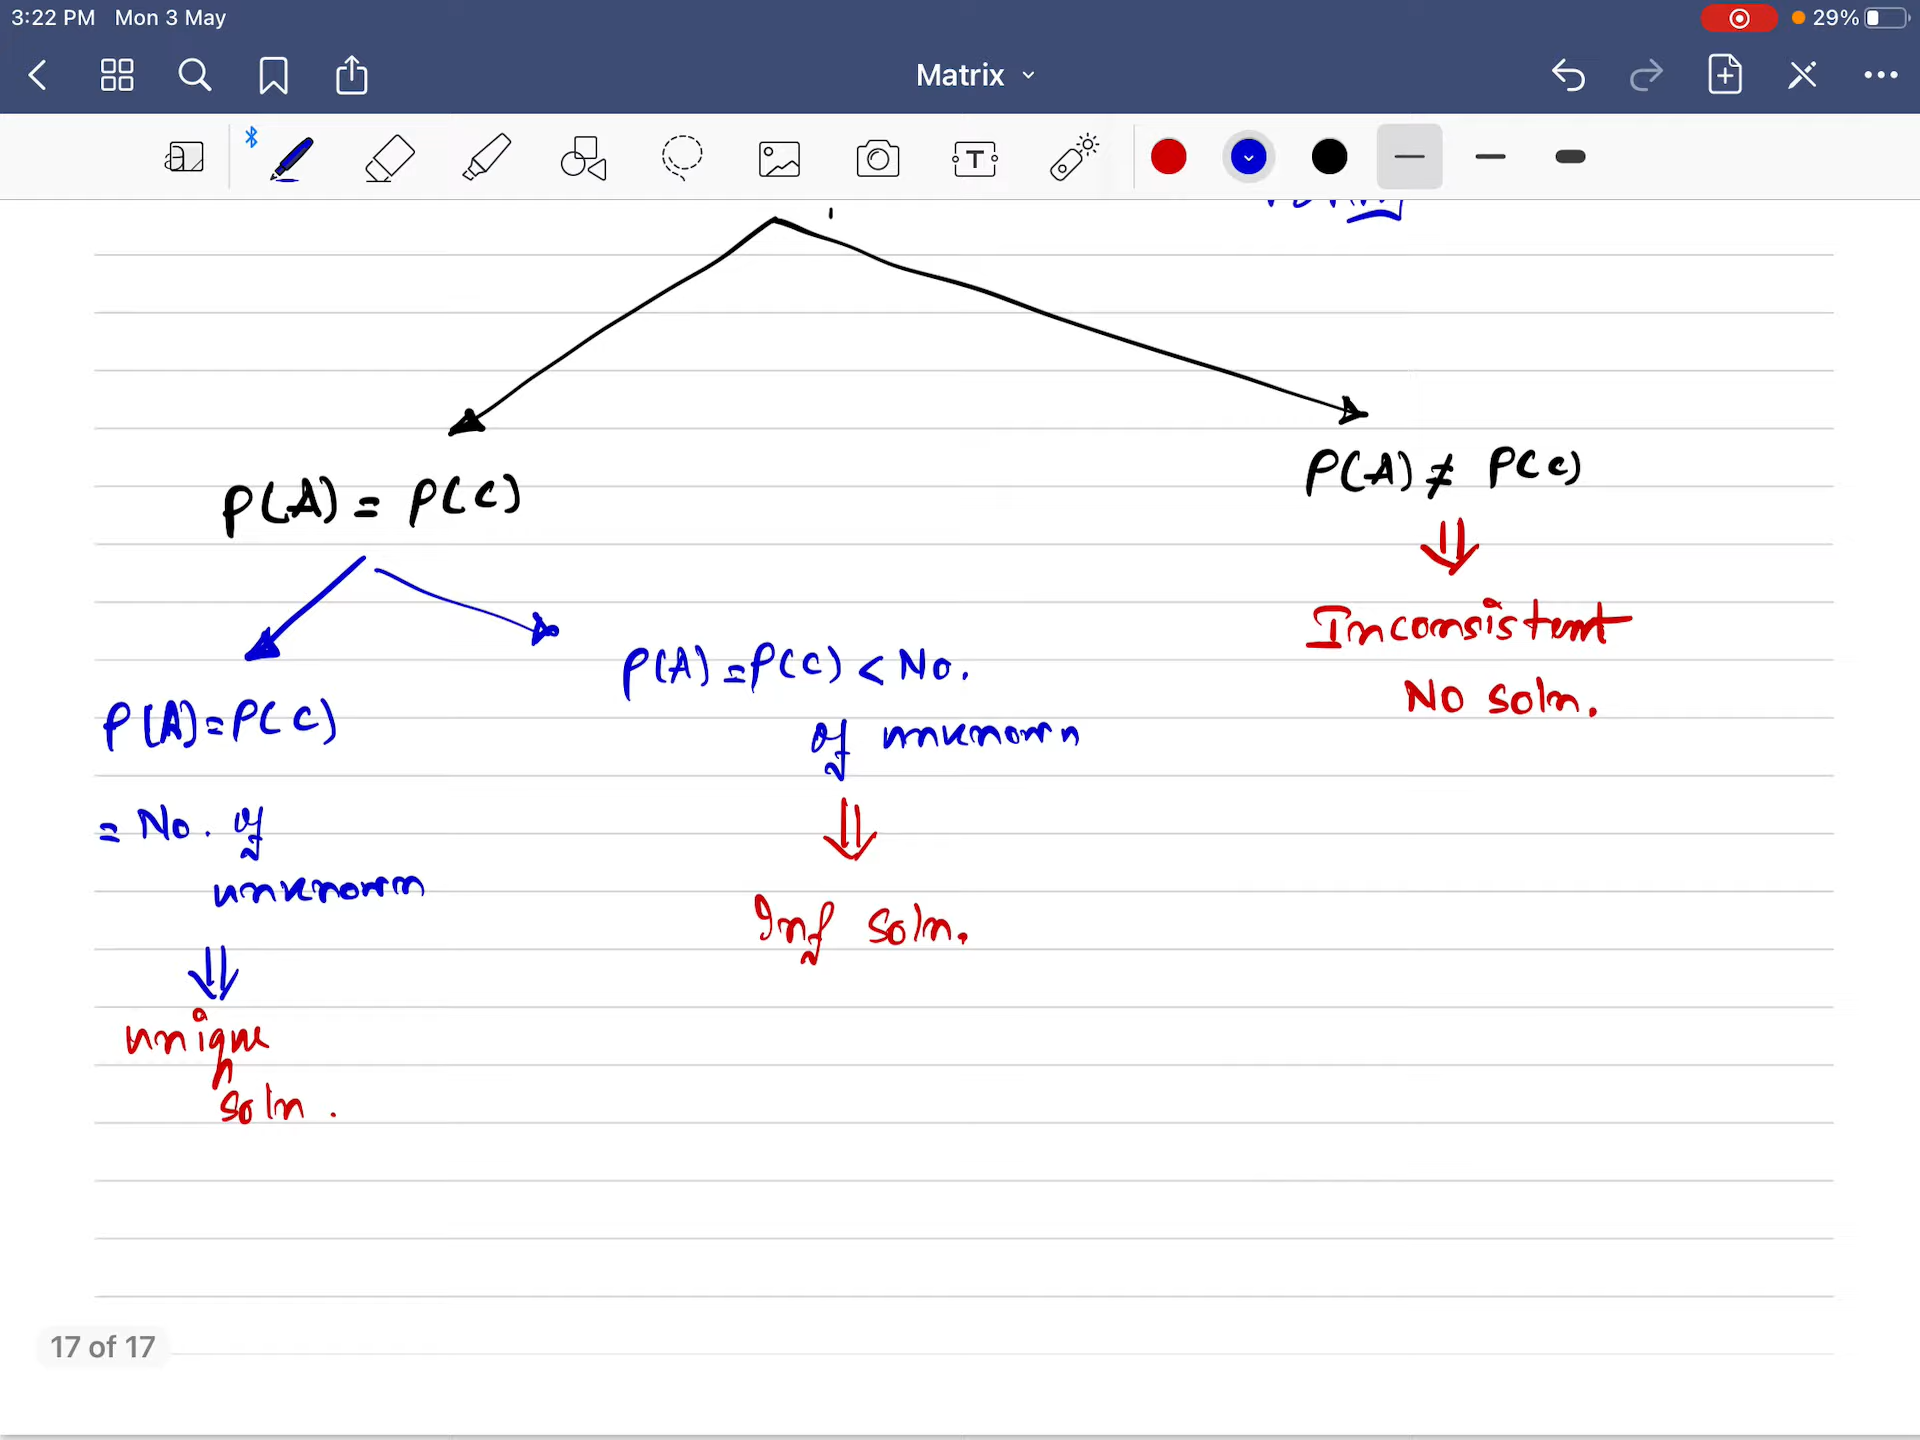 3:22 PM Mon 3 May
29%
Matrix
ρ(A) = ρ(C)
ρ(A) ≠ ρ(C)
Inconsistent
No soln.
ρ(A) = ρ(C) < No.
of unknown
Inf soln.
ρ(A) = ρ(C)
= No. of
unknown
unique
soln.
17 of 17